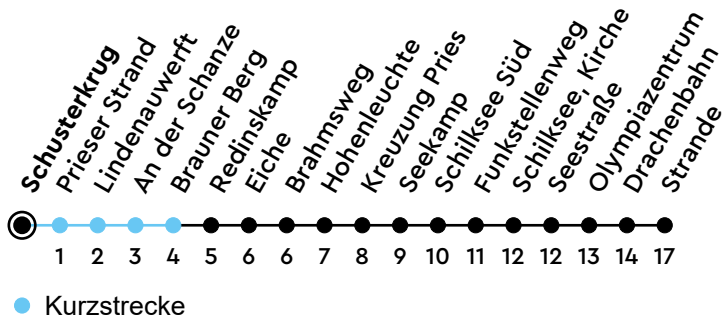 Schusterkrug
Prieser Strand
Lindenauwerft
An der Schanze
Brauner Berg
Redinskamp
Eiche
Brahmsweg
Hohenleuchte
Kreuzung Pries
Seekamp
Schilksee Süd
Funkstellenweg
Schilksee, Kirche
Seestraße
Olympiazentrum
Drachenbahn
Strande
1 2 3 4 5 6 6 7 8 9 10 11 12 12 13 14 17
Kurzstrecke